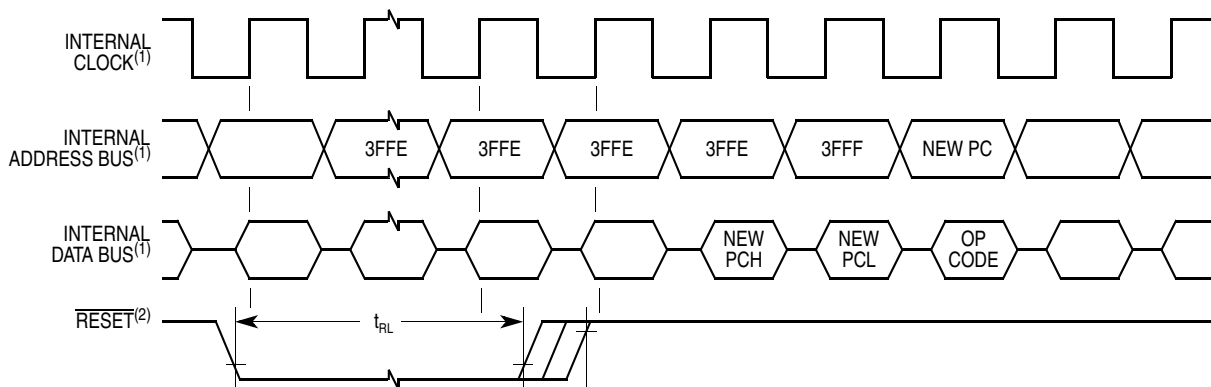 INTERNAL
CLOCK(1)
INTERNAL
ADDRESS BUS(1)
3FFE
3FFE
3FFE
3FFE
3FFF
NEW PC
INTERNAL
DATA BUS(1)
NEW
PCH
NEW
PCL
OP
CODE
RESET(2)
tRL